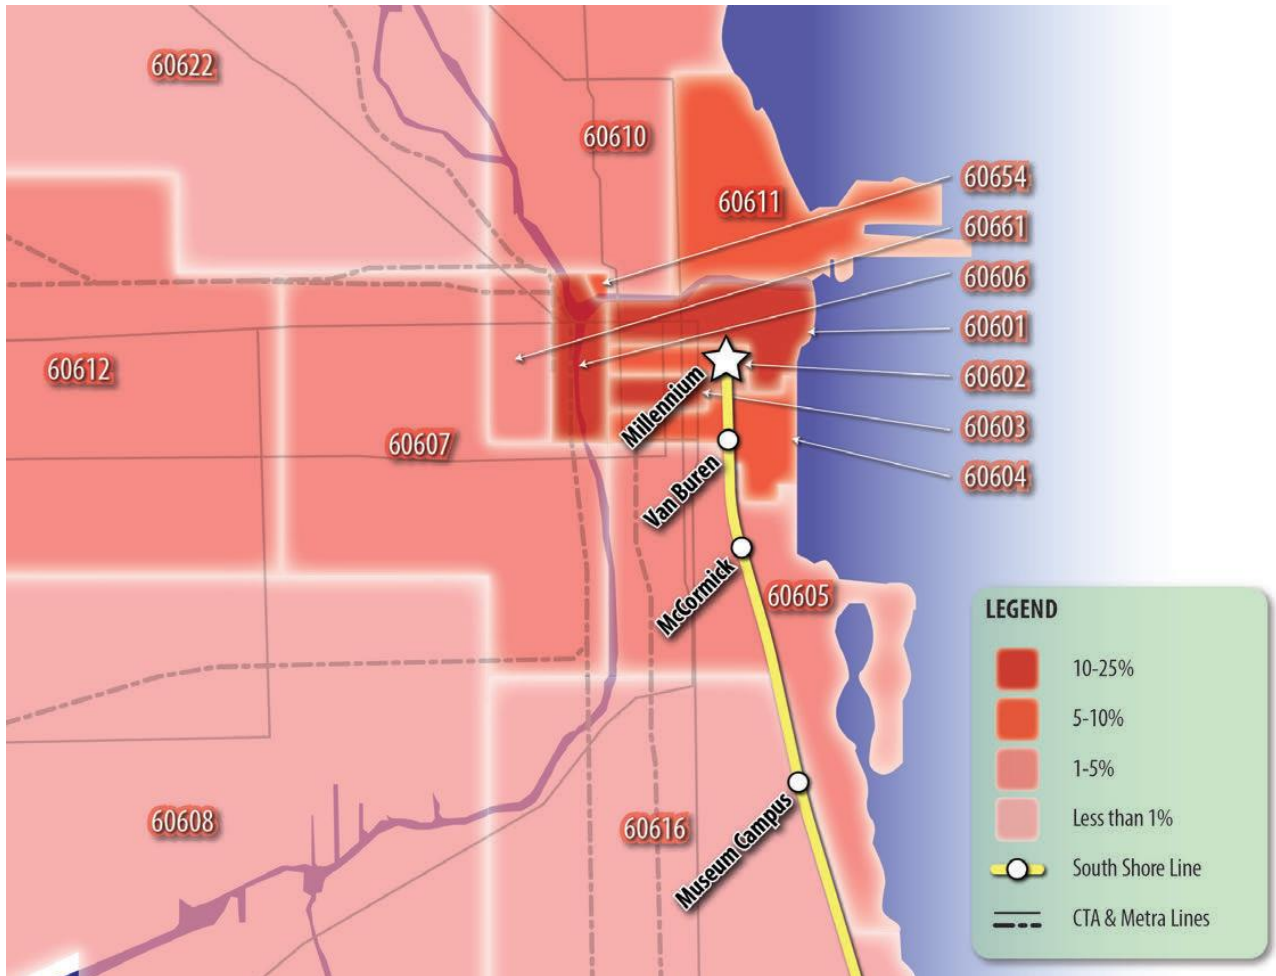 60622
60610
60611
60654
60661
60606
60601
60602
60603
60604
60612
60607
Millennium
Van Buren
McCormick
60605
Museum Campus
60608
60616
LEGEND
10-25%
5-10%
1-5%
Less than 1%
South Shore Line
CTA & Metra Lines